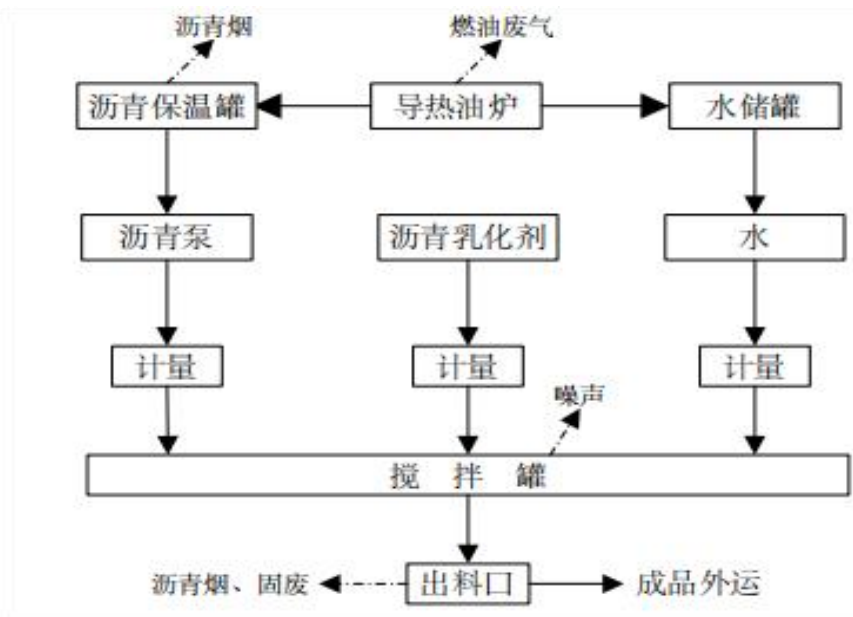 沥青烟 燃油废气
沥青保温罐 导热油炉 水储罐
沥青泵 沥青乳化剂 水
计量 计量 计量
噪声
搅 拌 罐
沥青烟、固废 出料口 成品外运